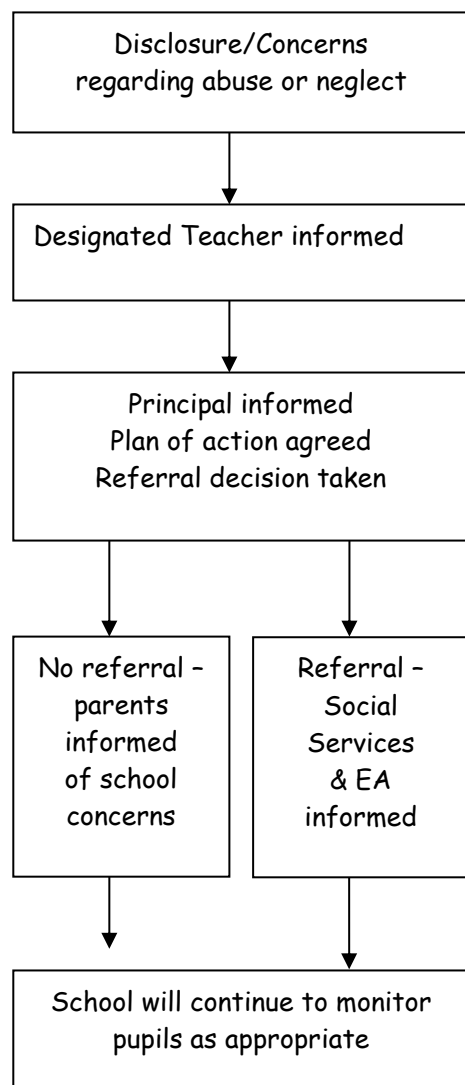 Disclosure/Concerns
regarding abuse or neglect
Designated Teacher informed
Principal informed
Plan of action agreed
Referral decision taken
No referral –
parents
informed
of school
concerns
Referral –
Social
Services
& EA
informed
School will continue to monitor
pupils as appropriate